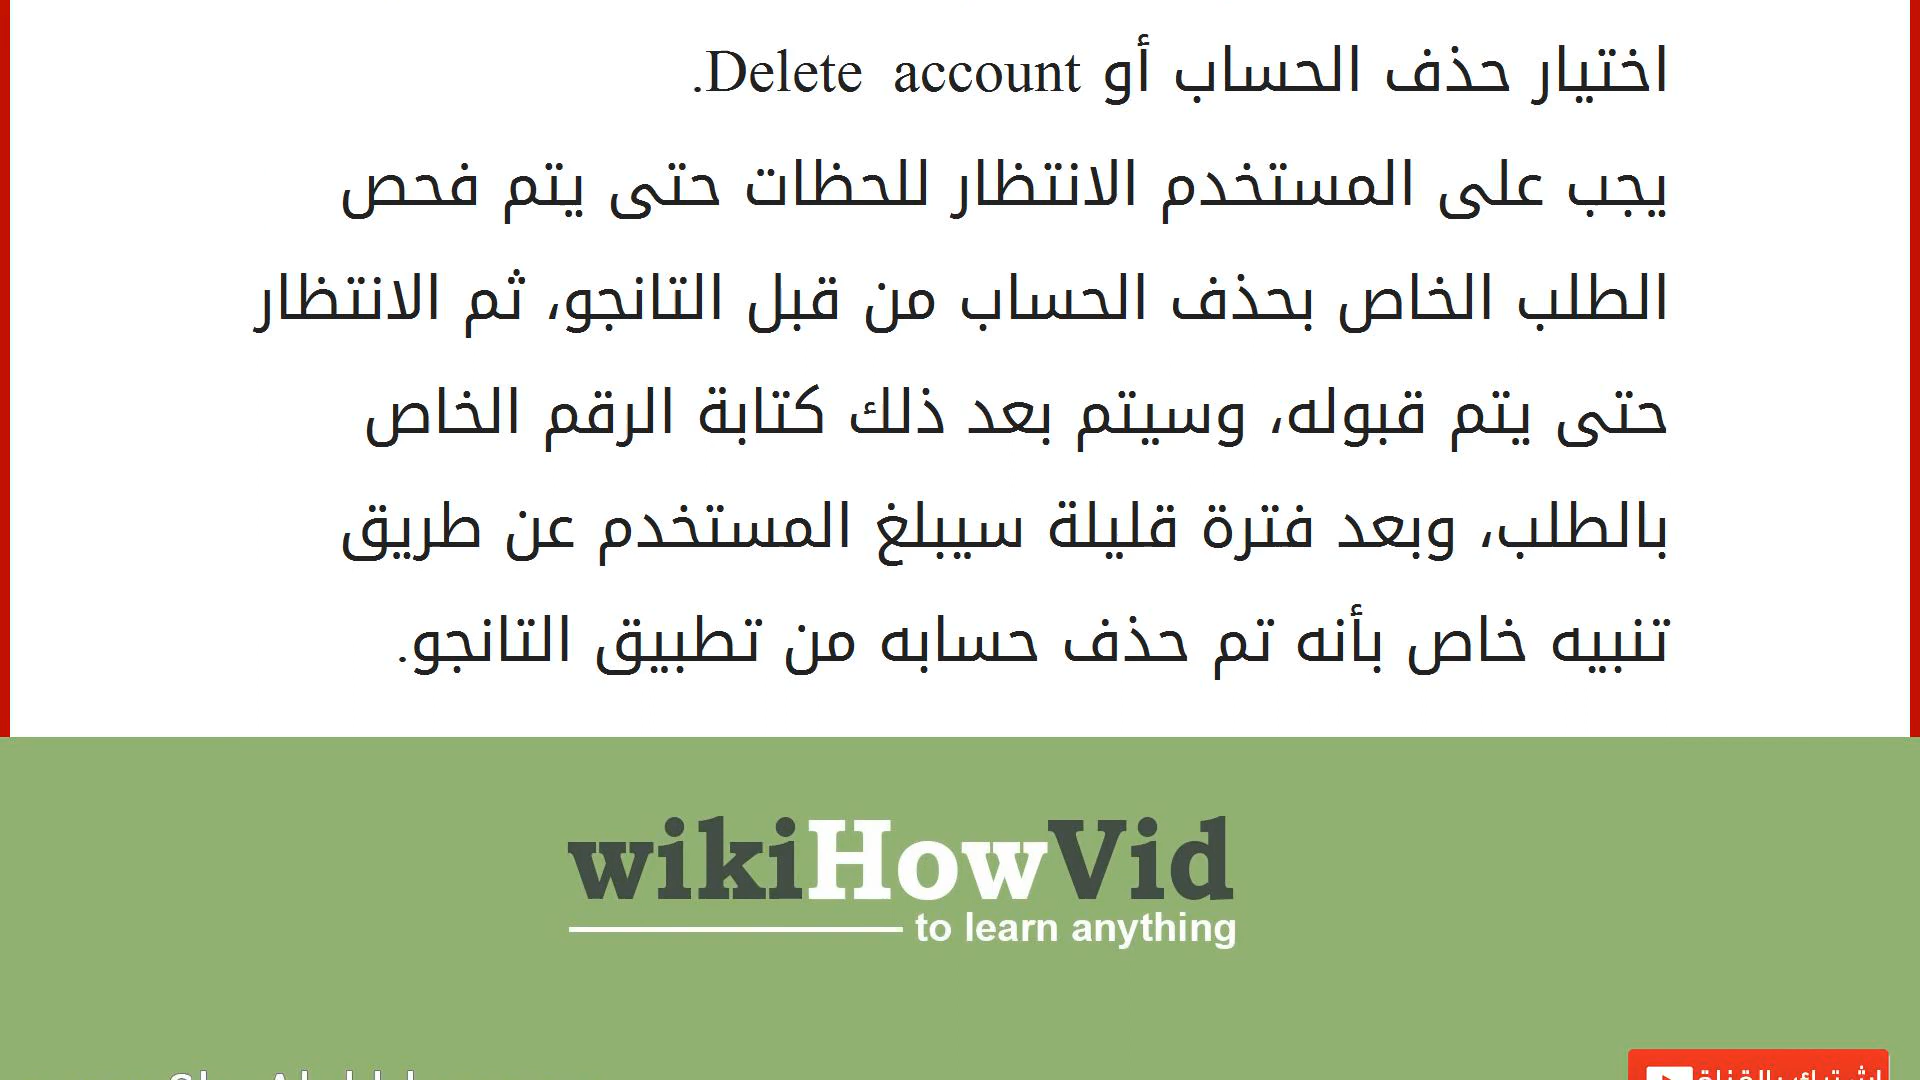 اختيار حذف الحساب أو Delete account.
يجب على المستخدم الانتظار للحظات حتى يتم فحص
الطلب الخاص بحذف الحساب من قبل التانجو، ثم الانتظار
حتى يتم قبوله، وسيتم بعد ذلك كتابة الرقم الخاص
بالطلب، وبعد فترة قليلة سيبلغ المستخدم عن طريق
تنبيه خاص بأنه تم حذف حسابه من تطبيق التانجو.
wikiHowVid
to learn anything